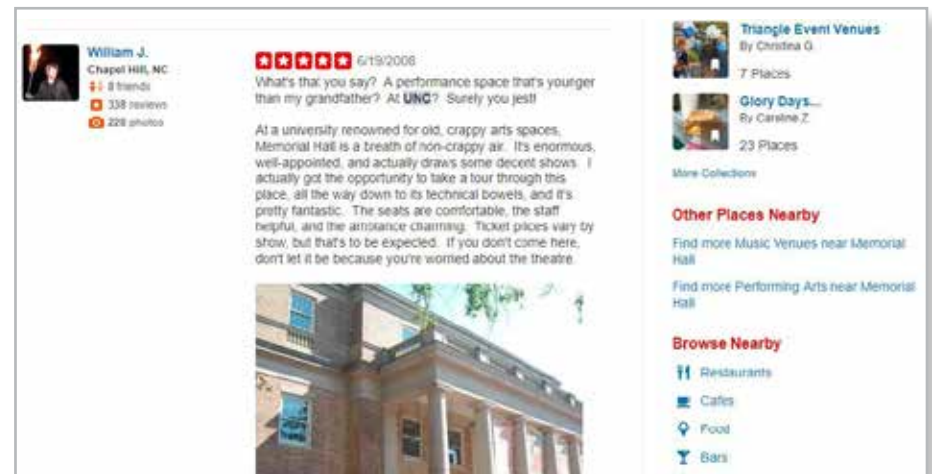 William J.
Chapel Hill, NC
8 friends
338 reviews
228 photos
6/19/2008
What's that you say? A performance space that's younger
than my grandfather? At UNC? Surely you jest!
At a university renowned for old, crappy arts spaces,
Memorial Hall is a breath of non-crappy air. It's enormous,
well-appointed, and actually draws some decent shows. I
actually got the opportunity to take a tour through this
place, all the way down to its technical bowels, and it's
pretty fantastic. The seats are comfortable, the staff
helpful, and the ambiance charming. Ticket prices vary by
show, but that's to be expected. If you don't come here,
don't let it be because you're worried about the theatre.
Triangle Event Venues
By Christina G.
7 Places
Glory Days...
By Caroline Z.
23 Places
More Collections
Other Places Nearby
Find more Music Venues near Memorial
Hall
Find more Performing Arts near Memorial
Hall
Browse Nearby
Restaurants
Cafes
Food
Bars